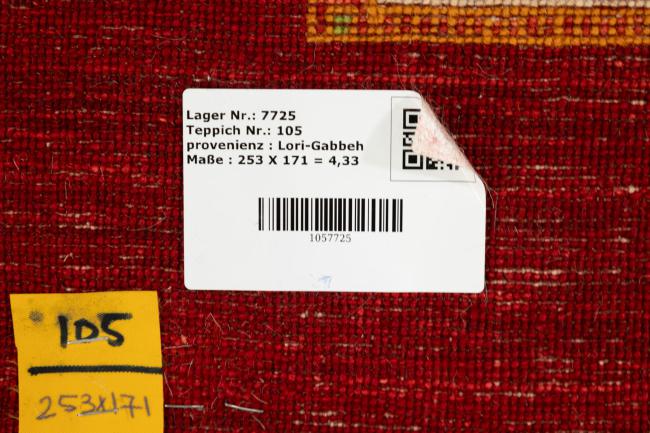 Lager Nr.: 7725
Teppich Nr.: 105
provenienz : Lori-Gabbeh
Maße : 253 X 171 = 4,33
1057725
105
253x171